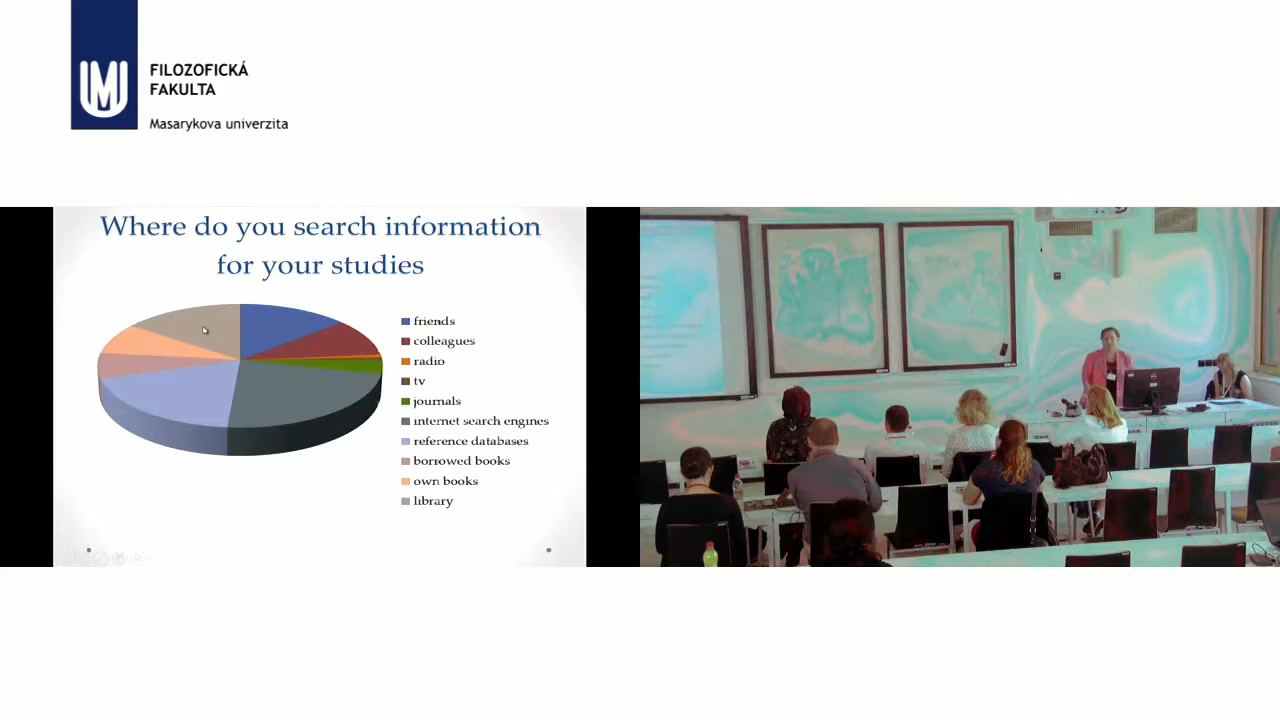 FILOZOFICKÁ
FAKULTA
Masarykova univerzita
Where do you search information
for your studies
friends
colleagues
radio
tv
journals
internet search engines
reference databases
borrowed books
own books
library